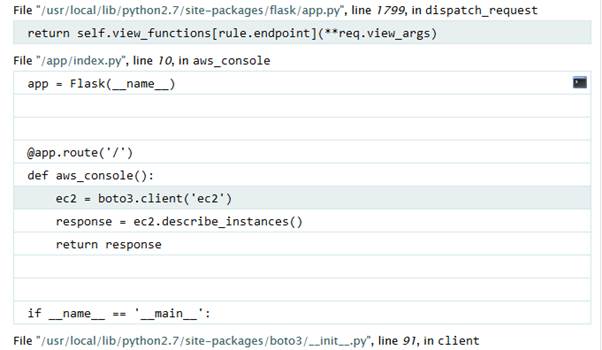 File "/usr/local/lib/python2.7/site-packages/flask/app.py", line 1799, in dispatch_request
return self.view_functions[rule.endpoint](**req.view_args)
File "/app/index.py", line 10, in aws_console
app = Flask(__name__)
@app.route('/')
def aws_console():
ec2 = boto3.client('ec2')
response = ec2.describe_instances()
return response
if __name__ == '__main__':
File "/usr/local/lib/python2.7/site-packages/boto3/__init__.py", line 91, in client